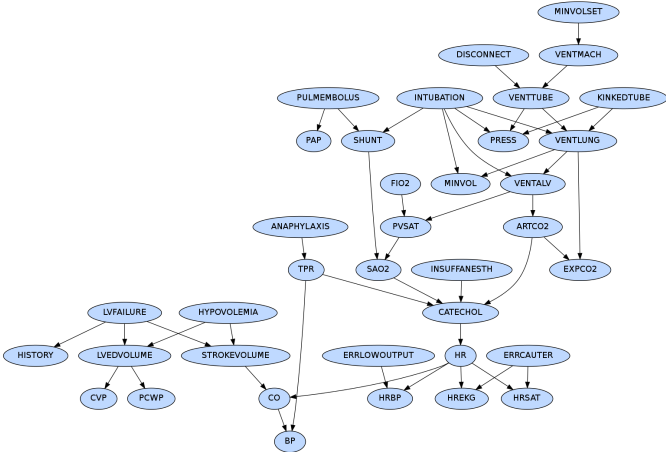 MINVOLSET
DISCONNECT VENTMACH
PULMEMBOLUS INTUBATION VENTTUBE KINKEDTUBE
PAP SHUNT PRESS VENTLUNG
FIO2 MINVOL VENTALV
ANAPHYLAXIS PVSAT ARTCO2
TPR SAO2 INSUFFANESTH EXPCO2
LVFAILURE HYPOVOLEMIA CATECHOL
HISTORY LVEDVOLUME STROKEVOLUME ERRLOWOUTPUT HR ERRCAUTER
CVP PCWP CO HRBP HREKG HRSAT
BP